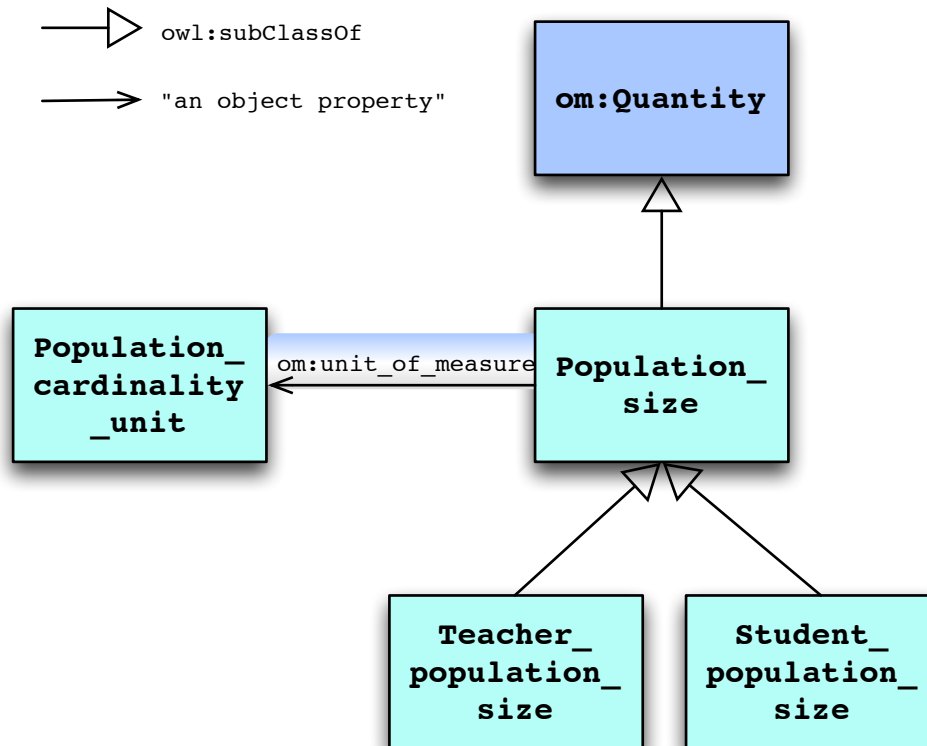 owl:subClassOf
"an object property"
om:Quantity
Population_
cardinality
_unit
om:unit_of_measure
Population_
size
Teacher_
population_
size
Student_
population_
size